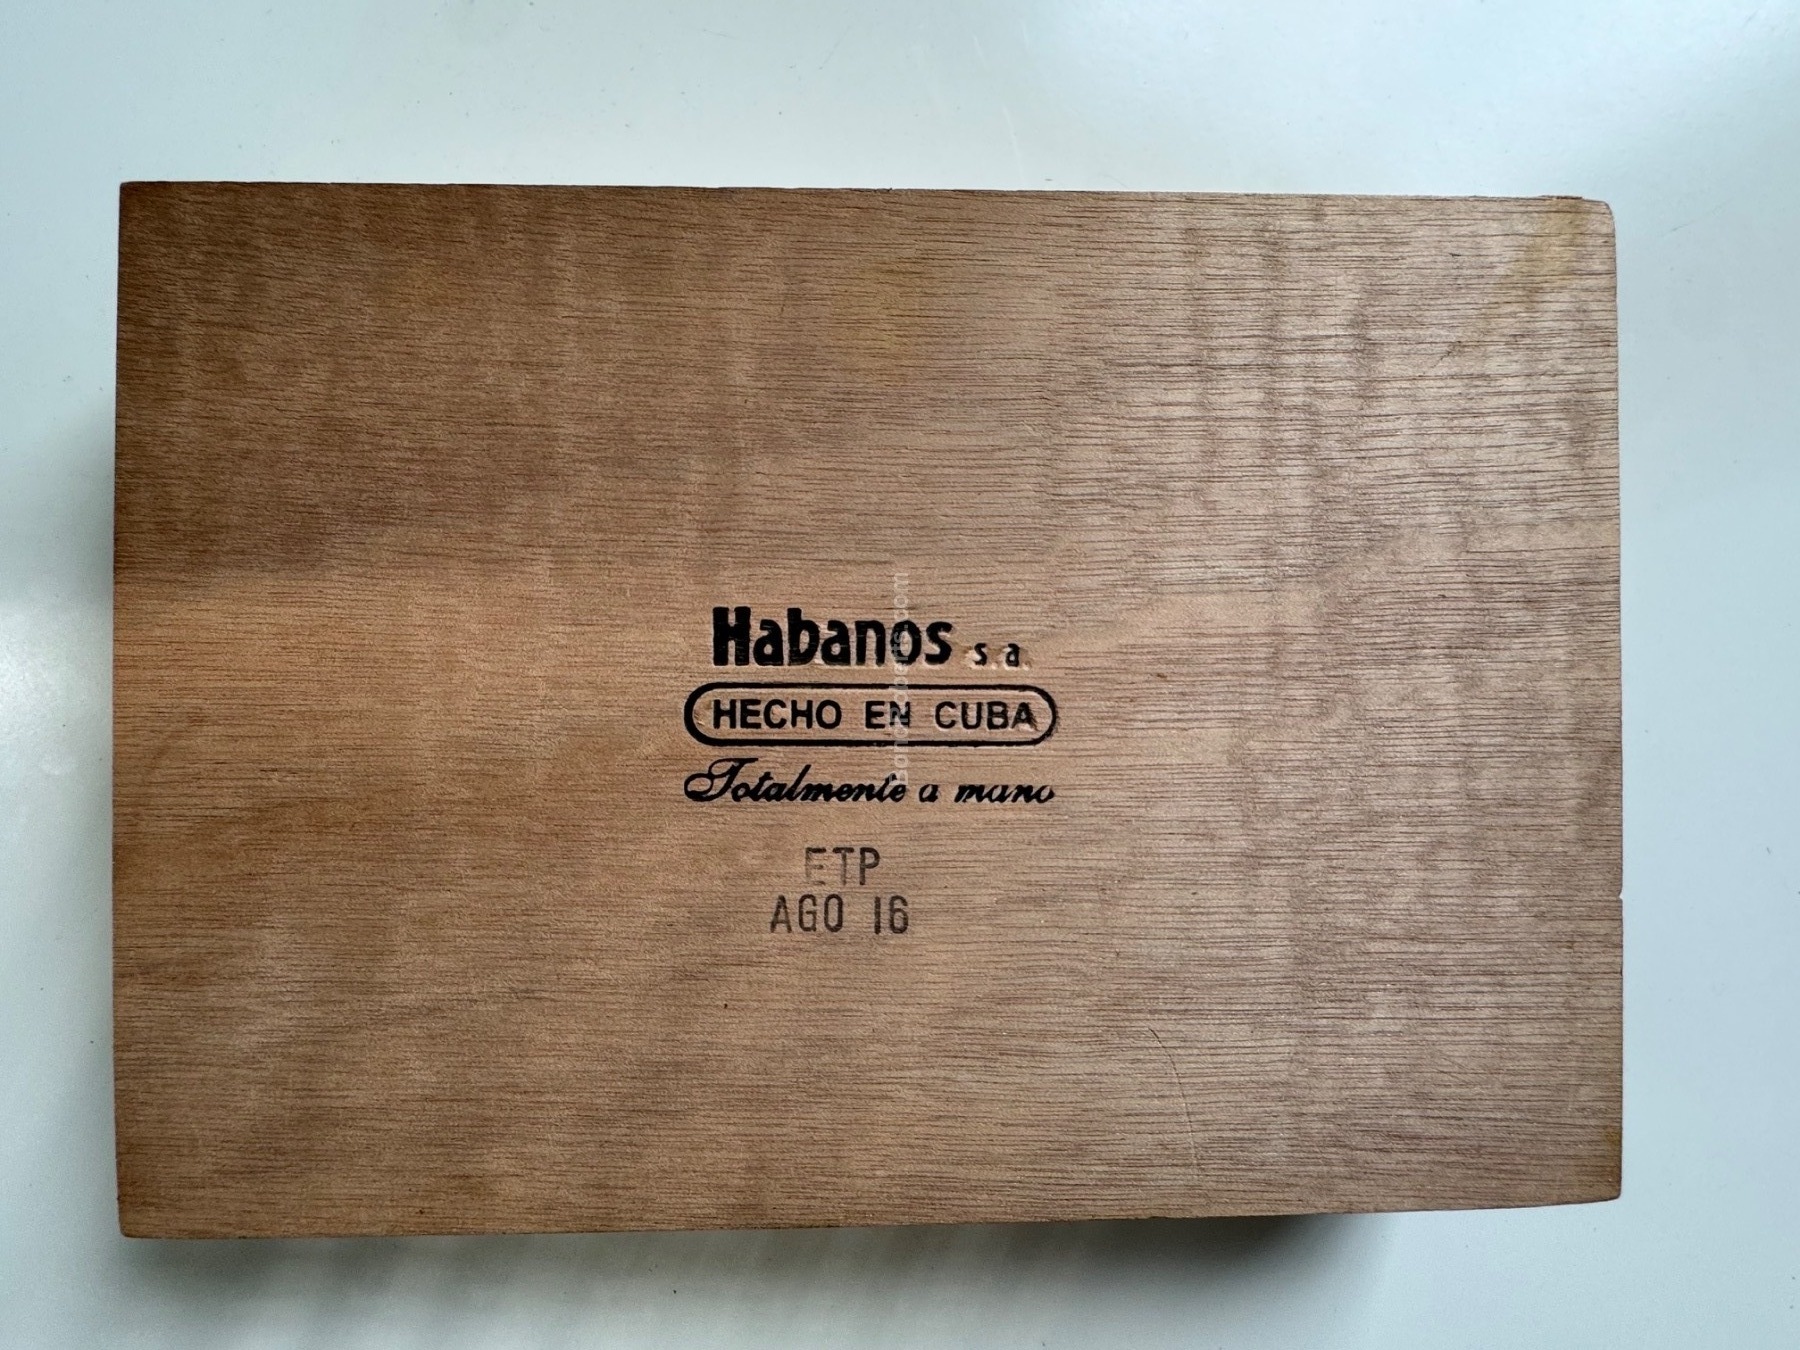 Habanos s.a.
HECHO EN CUBA
Totalmente a mano
ETP
AGO 16